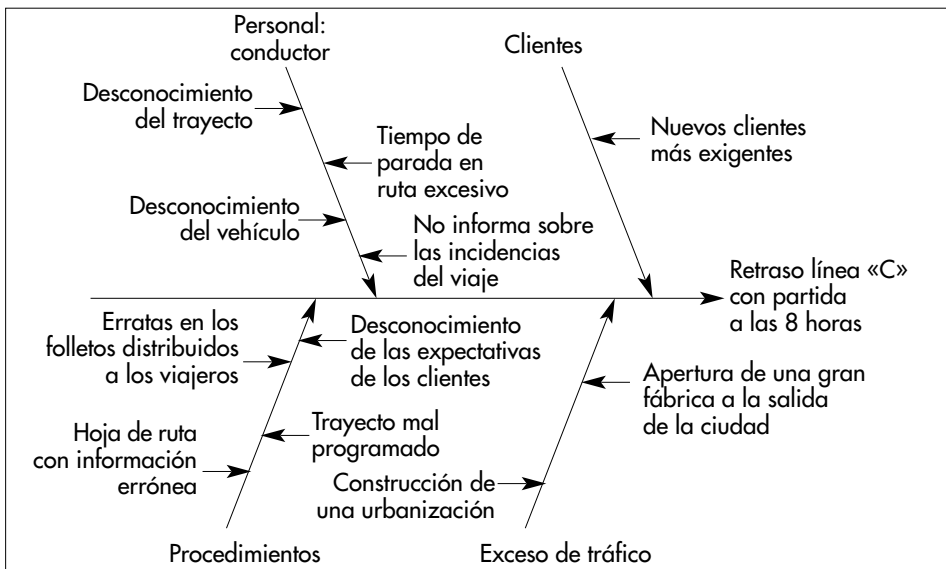 Personal:
conductor
Clientes
Desconocimiento
del trayecto
Tiempo de
parada en
ruta excesivo
Nuevos clientes
más exigentes
Desconocimiento
del vehículo
No informa sobre
las incidencias
del viaje
Retraso línea «C»
con partida
a las 8 horas
Erratas en los
folletos distribuidos
a los viajeros
Desconocimiento
de las expectativas
de los clientes
Apertura de una gran
fábrica a la salida
de la ciudad
Hoja de ruta
con información
errónea
Trayecto mal
programado
Construcción de
una urbanización
Procedimientos
Exceso de tráfico